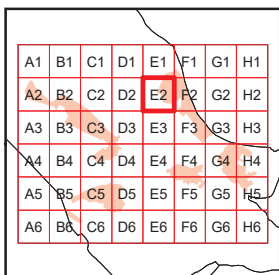 A1 B1 C1 D1 E1 F1 G1 H1
A2 B2 C2 D2 E2 F2 G2 H2
A3 B3 C3 D3 E3 F3 G3 H3
A4 B4 C4 D4 E4 F4 G4 H4
A5 B5 C5 D5 E5 F5 G5 H5
A6 B6 C6 D6 E6 F6 G6 H6